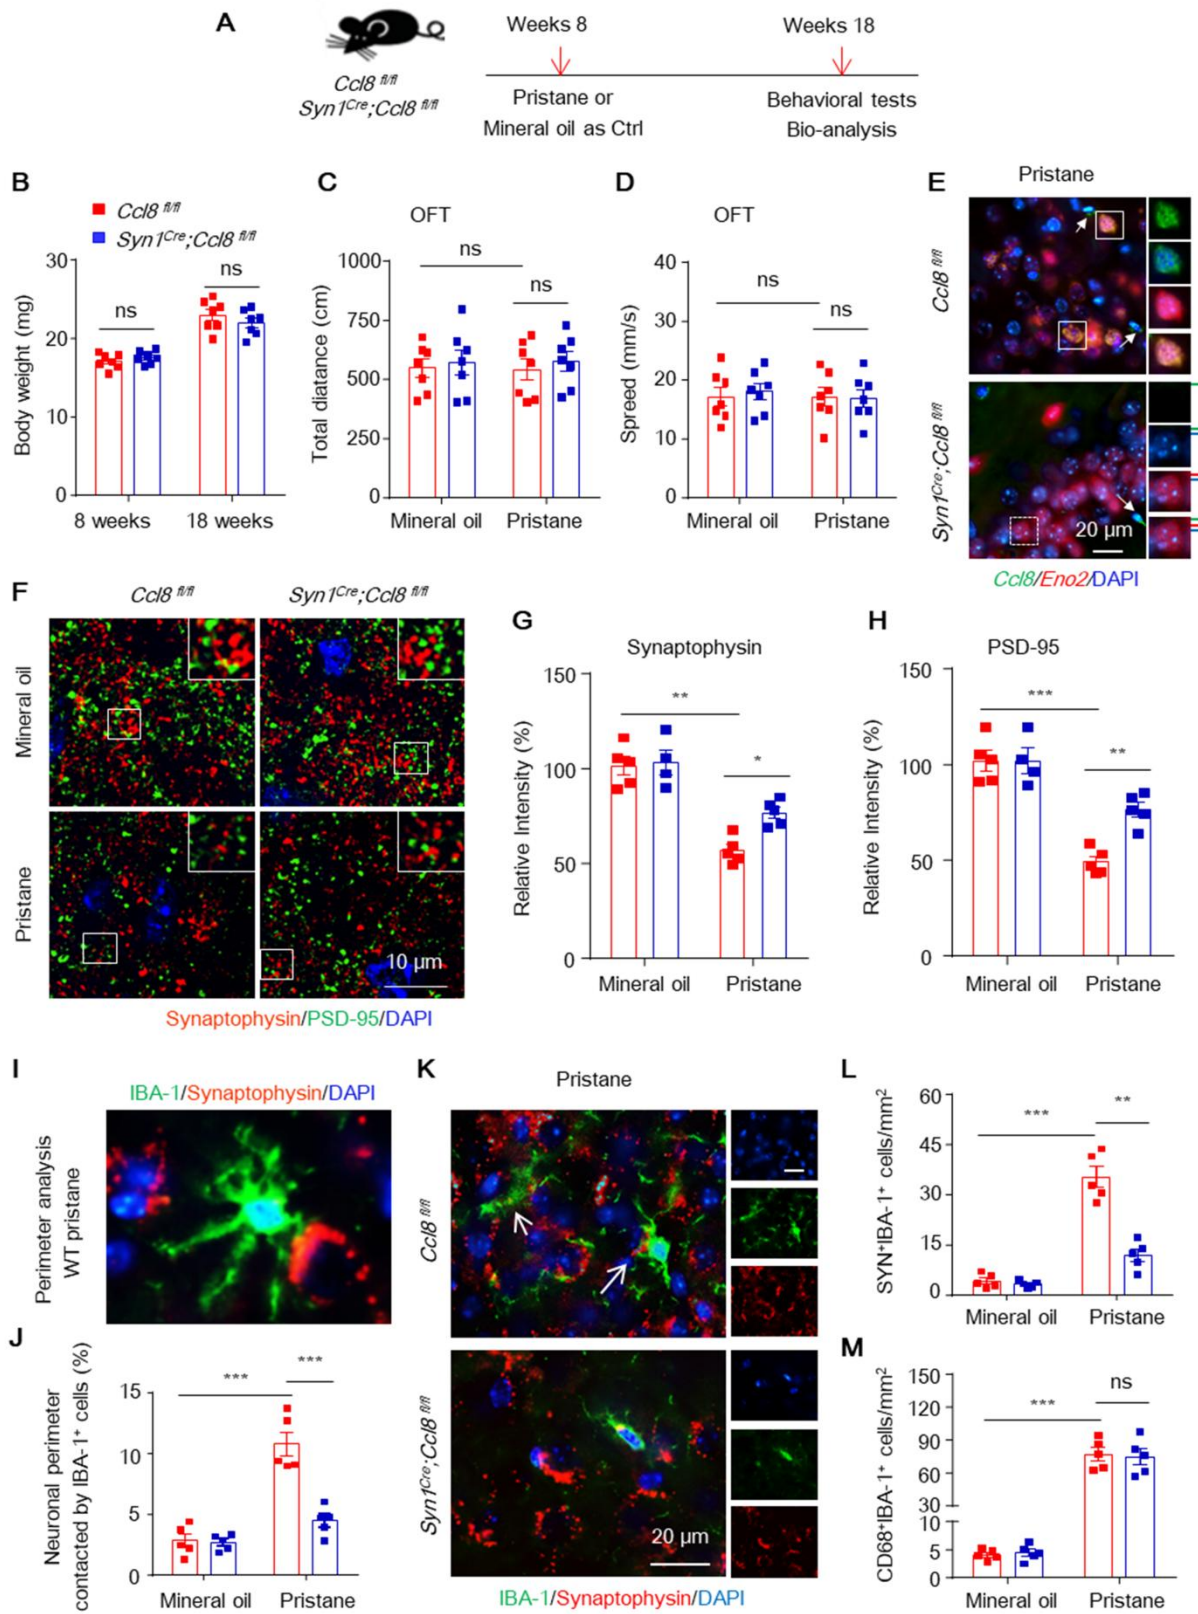 A
Weeks 8
Weeks 18
Ccl8 fl/fl
Syn1Cre;Ccl8 fl/fl
Pristane or
Mineral oil as Ctrl
Behavioral tests
Bio-analysis
B
Ccl8 fl/fl
Syn1Cre;Ccl8 fl/fl
Body weight (mg)
30
20
10
0
ns
ns
8 weeks
18 weeks
C
OFT
Total diatance (cm)
1000
750
500
250
0
ns
ns
Mineral oil
Pristane
D
OFT
Spreed (mm/s)
40
30
20
10
0
ns
ns
Mineral oil
Pristane
E
Pristane
Ccl8 fl/fl
Syn1Cre;Ccl8 fl/fl
20 μm
Ccl8/Eno2/DAPI
F
Ccl8 fl/fl
Syn1Cre;Ccl8 fl/fl
Mineral oil
Pristane
10 μm
Synaptophysin/PSD-95/DAPI
G
Synaptophysin
Relative Intensity (%)
150
100
50
0
**
*
Mineral oil
Pristane
H
PSD-95
Relative Intensity (%)
150
100
50
0
***
**
Mineral oil
Pristane
I
IBA-1/Synaptophysin/DAPI
Perimeter analysis
WT pristane
J
Neuronal perimeter
contacted by IBA-1+ cells (%)
15
10
5
0
***
***
Mineral oil
Pristane
K
Pristane
Ccl8 fl/fl
Syn1Cre;Ccl8 fl/fl
20 μm
IBA-1/Synaptophysin/DAPI
L
SYN+IBA-1+ cells/mm2
60
45
30
15
0
***
**
Mineral oil
Pristane
M
CD68+IBA-1+ cells/mm2
150
120
90
60
30
10
5
0
***
ns
Mineral oil
Pristane